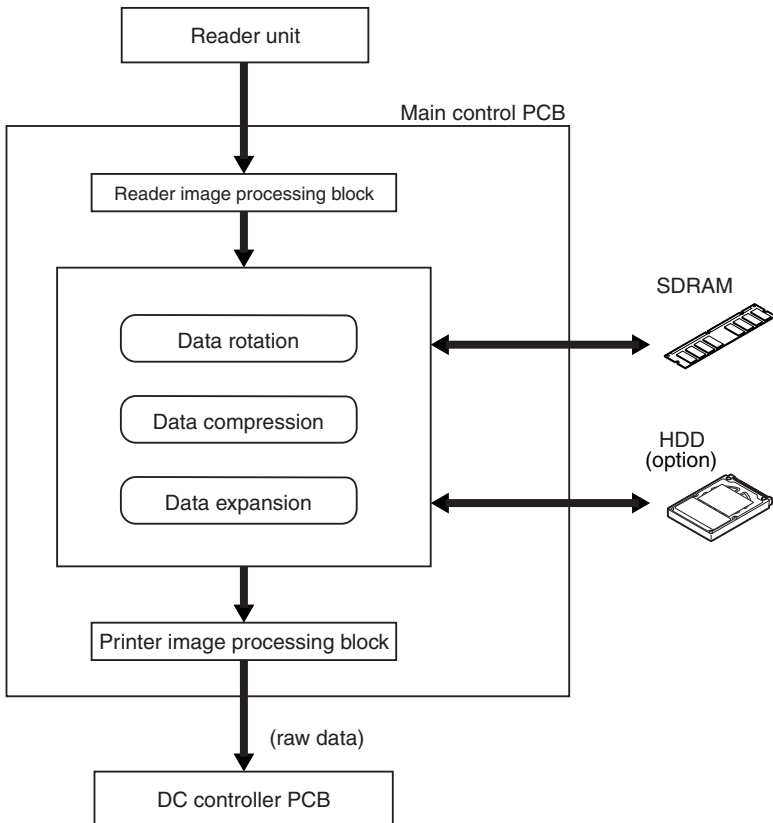 Reader unit
Main control PCB
Reader image processing block
SDRAM
Data rotation
Data compression
HDD
(option)
Data expansion
Printer image processing block
(raw data)
DC controller PCB